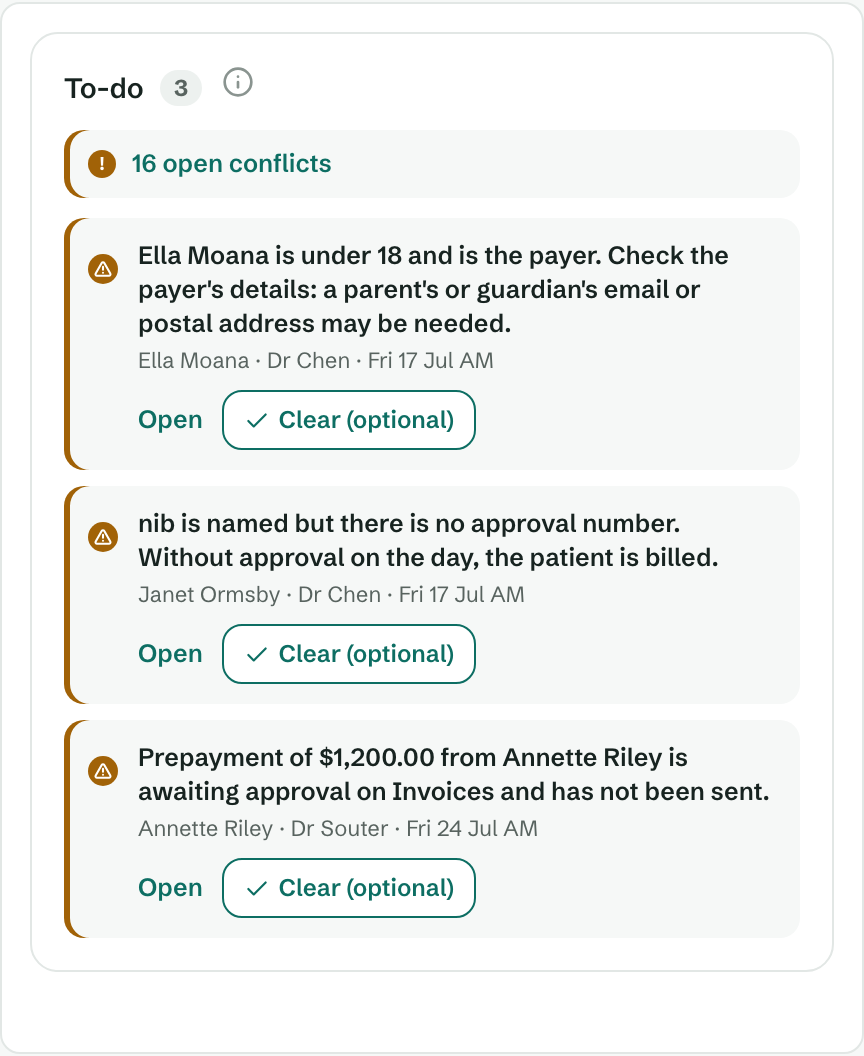 To-do 3
16 open conflicts
Ella Moana is under 18 and is the payer. Check the
payer's details: a parent's or guardian's email or
postal address may be needed.
Ella Moana · Dr Chen · Fri 17 Jul AM
Open Clear (optional)
nib is named but there is no approval number.
Without approval on the day, the patient is billed.
Janet Ormsby · Dr Chen · Fri 17 Jul AM
Open Clear (optional)
Prepayment of $1,200.00 from Annette Riley is
awaiting approval on Invoices and has not been sent.
Annette Riley · Dr Souter · Fri 24 Jul AM
Open Clear (optional)